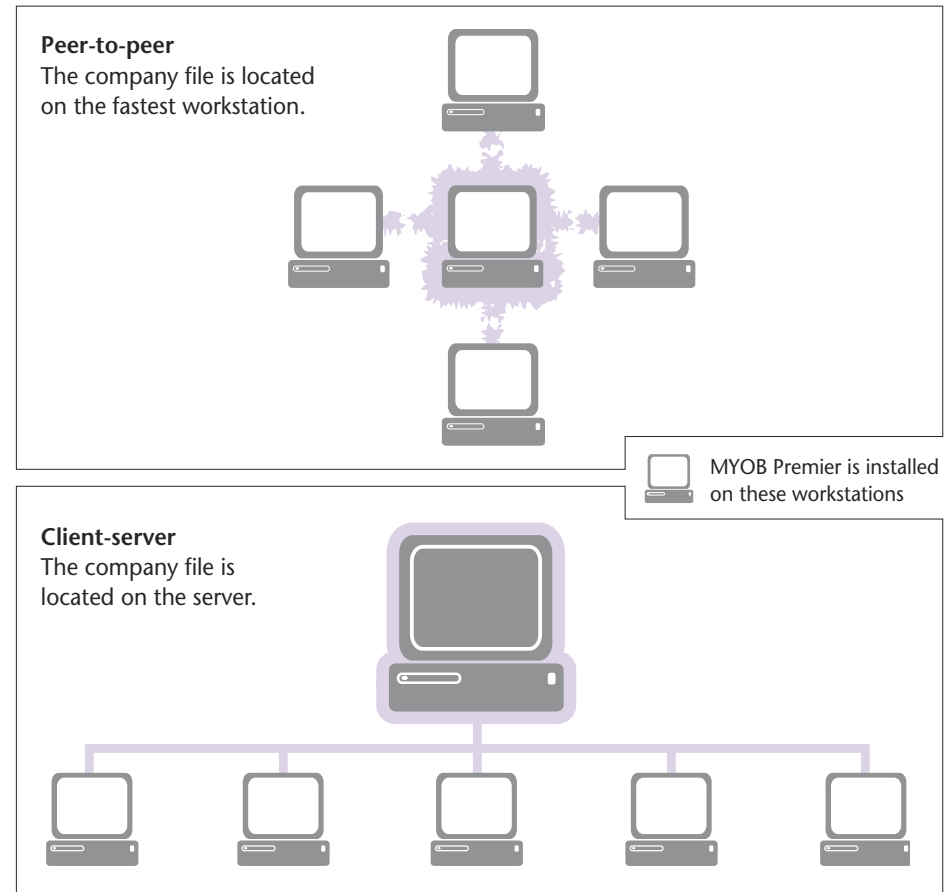 Peer-to-peer
The company file is located
on the fastest workstation.
MYOB Premier is installed
on these workstations
Client-server
The company file is
located on the server.